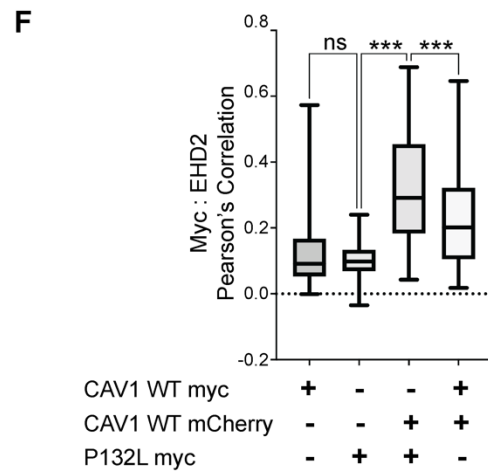 F
ns *** ***
0.8
0.6
0.4
0.2
0.0
-0.2
Myc : EHD2
Pearson's Correlation
CAV1 WT myc + - - +
CAV1 WT mCherry - - + +
P132L myc - + + -